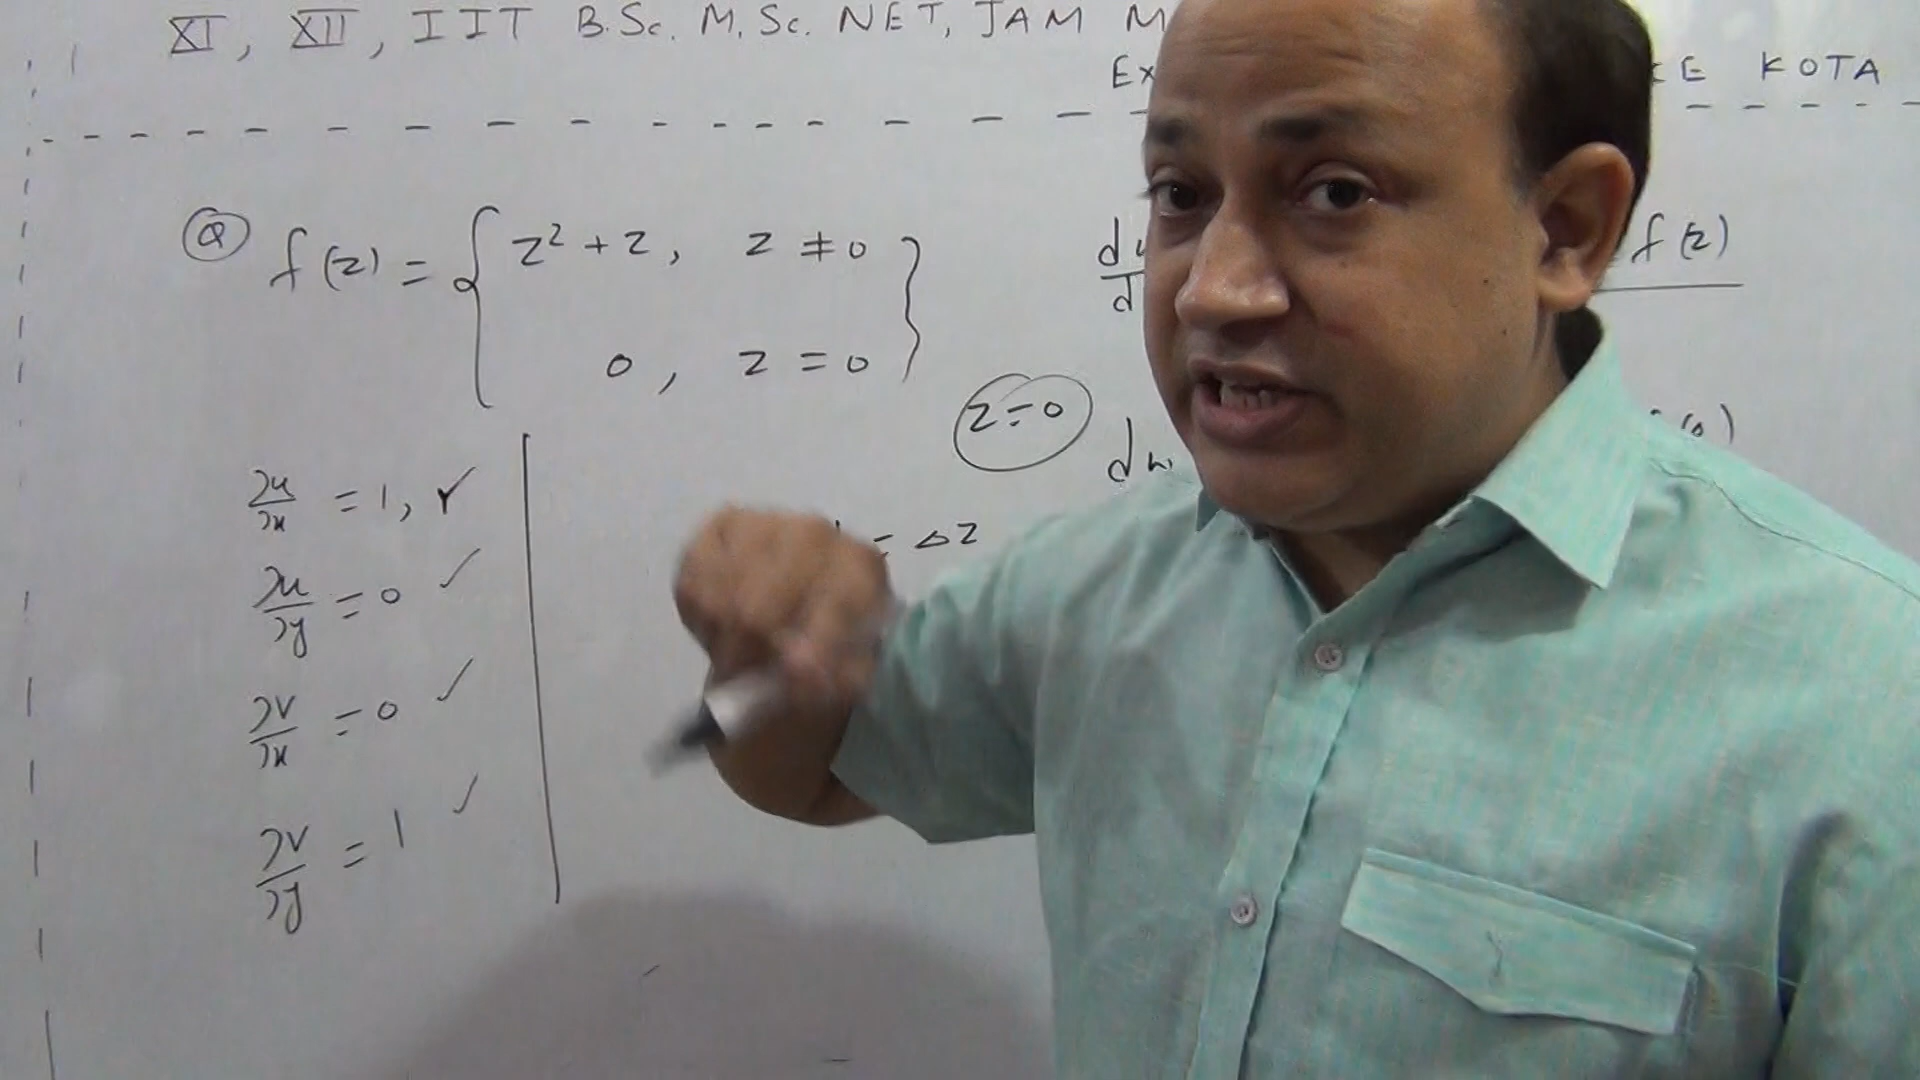 XI, XII, IIT B.Sc. M.Sc. NET, JAM M
KOTA
Q f(z) = { z² + z, z ≠ 0
0, z = 0 }
f(z)
z = 0
∂u/∂x = 1,
= Δz
∂u/∂y = 0
∂v/∂x = 0
∂v/∂y = 1